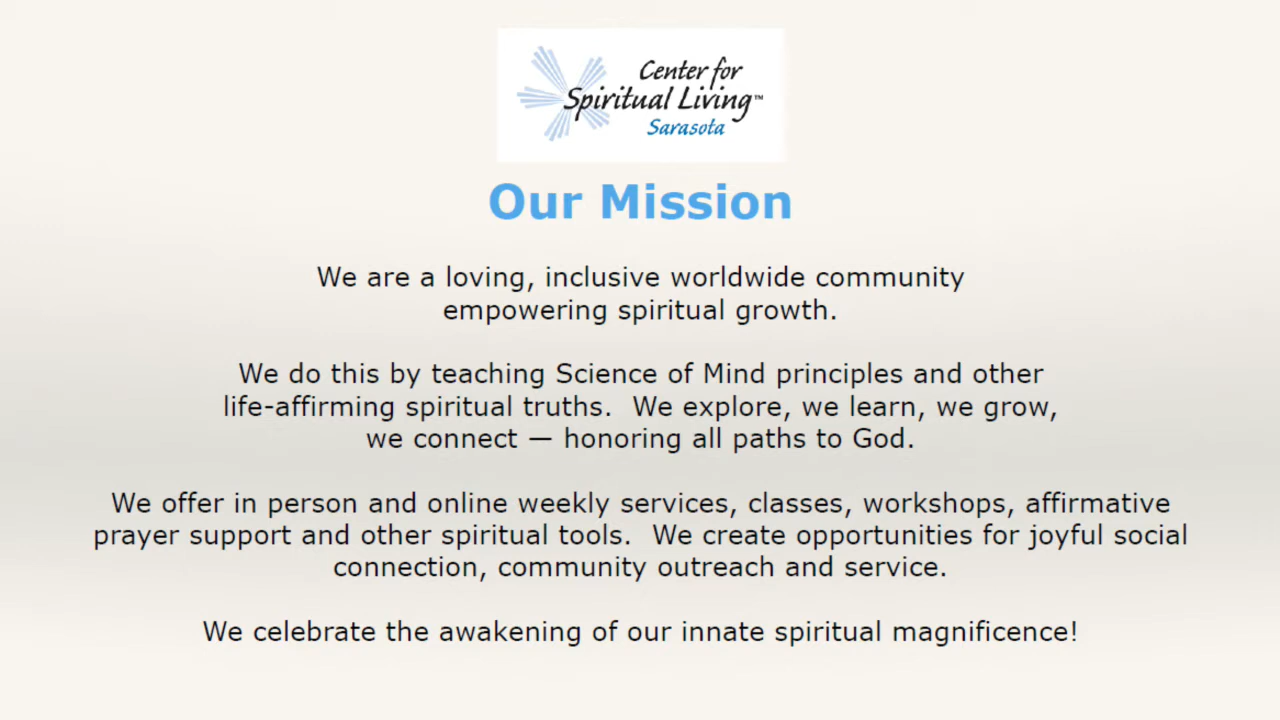 Center for
Spiritual Living™
Sarasota
Our Mission
We are a loving, inclusive worldwide community
empowering spiritual growth.
We do this by teaching Science of Mind principles and other
life-affirming spiritual truths.  We explore, we learn, we grow,
we connect — honoring all paths to God.
We offer in person and online weekly services, classes, workshops, affirmative
prayer support and other spiritual tools.  We create opportunities for joyful social
connection, community outreach and service.
We celebrate the awakening of our innate spiritual magnificence!